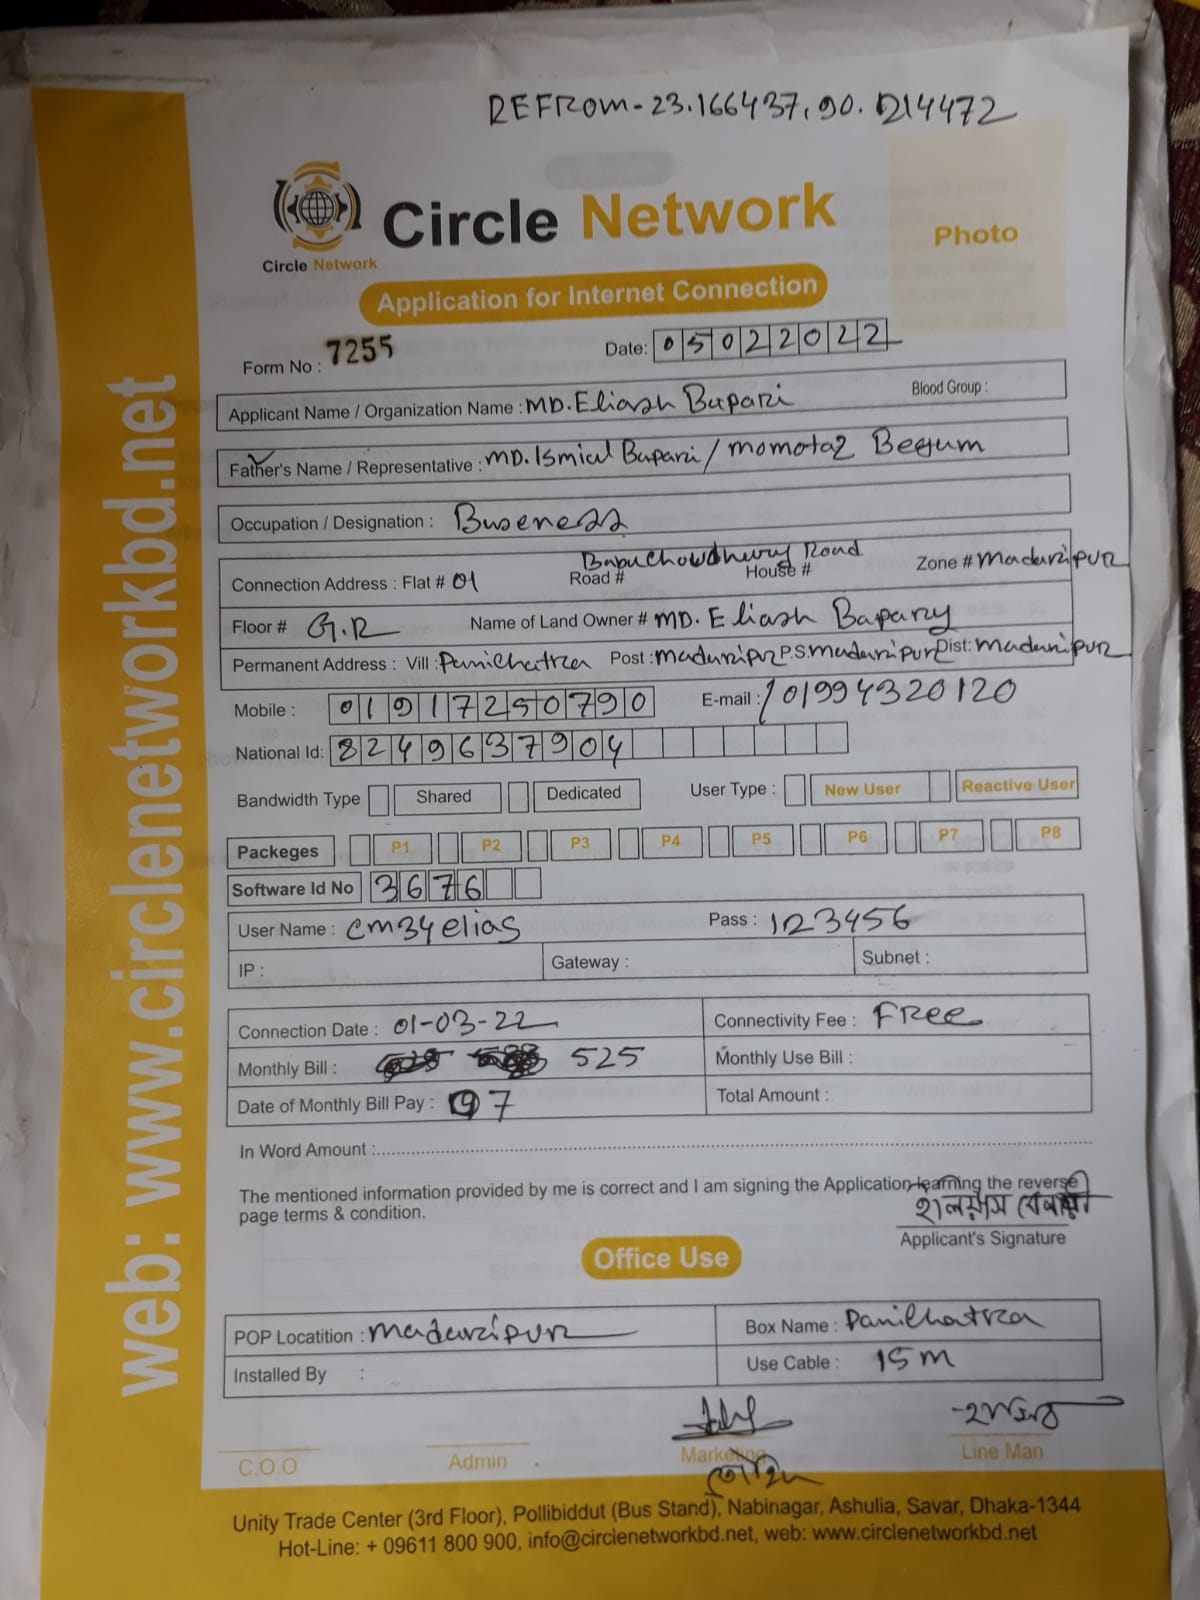 REFROM-23.166437,90.214472
Circle Network
Circle Network
Photo
Application for Internet Connection
Form No : 7255
Date: 05022022
Applicant Name / Organization Name : MD. Eliash Bapari
Blood Group :
Father's Name / Representative : MD. Ismial Bapari / Momotaz Begum
Occupation / Designation : Buseness
Connection Address : Flat # 01 Road # House # Babu Chowdhury Road Zone # Madaripur
Floor # G.R Name of Land Owner # MD. Eliash Bapary
Permanent Address : Vill : Panichatra Post : Madaripur P.S. Madaripur Dist: Madaripur
Mobile : 01917250790 E-mail : / 01994320120
National Id: 8249637904
Bandwidth Type Shared Dedicated User Type : New User Reactive User
Packeges P1 P2 P3 P4 P5 P6 P7 P8
Software Id No 3676
User Name : cm34elias Pass : 123456
IP : Gateway : Subnet :
Connection Date : 01-03-22 Connectivity Fee : Free
Monthly Bill : 525 Monthly Use Bill :
Date of Monthly Bill Pay : 7 Total Amount :
In Word Amount :
The mentioned information provided by me is correct and I am signing the Application learning the reverse
page terms & condition.
Applicant's Signature
Office Use
POP Locatition : Madaripur Box Name : Panichatra
Installed By : Use Cable : 15 M
C.O.O Admin Marketing Line Man
Unity Trade Center (3rd Floor), Pollibiddut (Bus Stand), Nabinagar, Ashulia, Savar, Dhaka-1344
Hot-Line: + 09611 800 900, info@circlenetworkbd.net, web: www.circlenetworkbd.net
web: www.circlenetworkbd.net